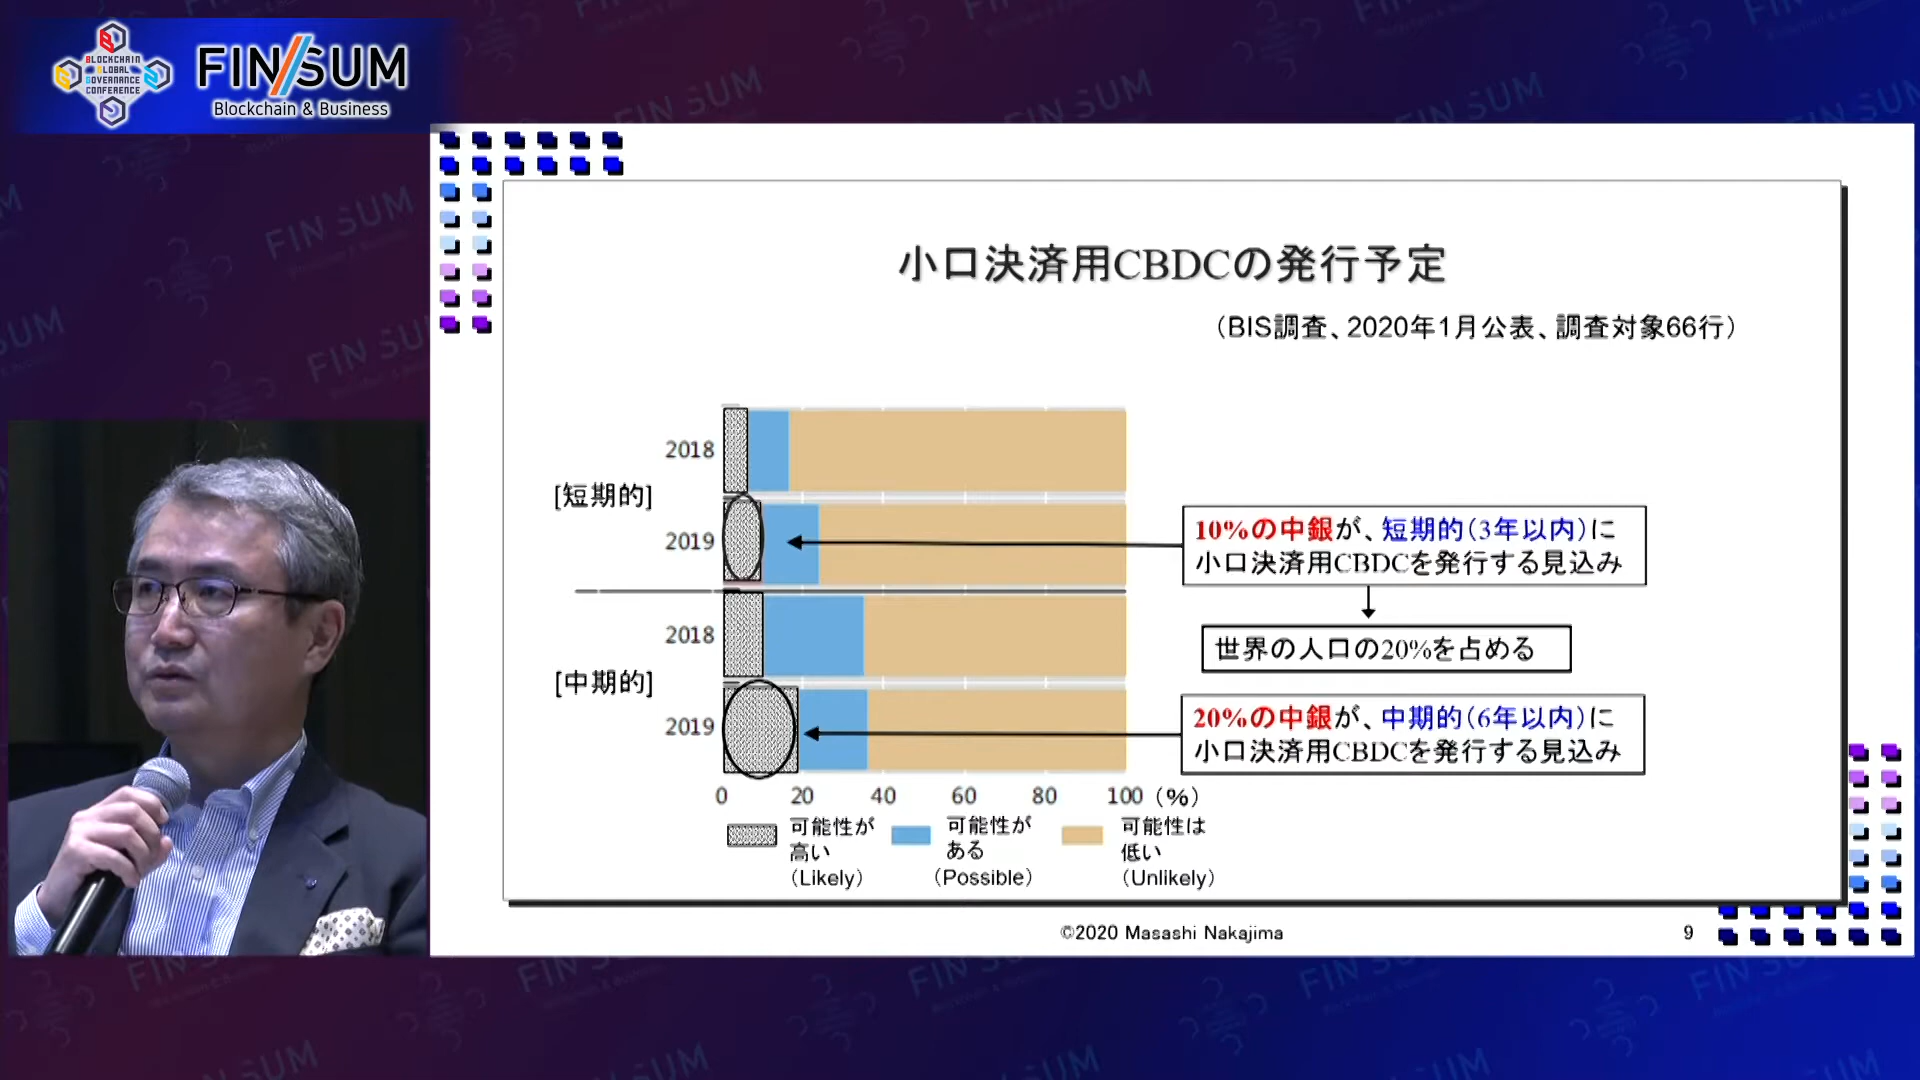 BLOCKCHAIN
GLOBAL
GOVERNANCE
CONFERENCE
FIN/SUM
Blockchain & Business
小口決済用CBDCの発行予定
（BIS調査、2020年1月公表、調査対象66行）
[短期的]
2018
2019
[中期的]
2018
2019
0 20 40 60 80 100（%）
可能性が
高い
（Likely）
可能性が
ある
（Possible）
可能性は
低い
（Unlikely）
10%の中銀が、短期的（3年以内）に
小口決済用CBDCを発行する見込み
世界の人口の20%を占める
20%の中銀が、中期的（6年以内）に
小口決済用CBDCを発行する見込み
©2020 Masashi Nakajima
9